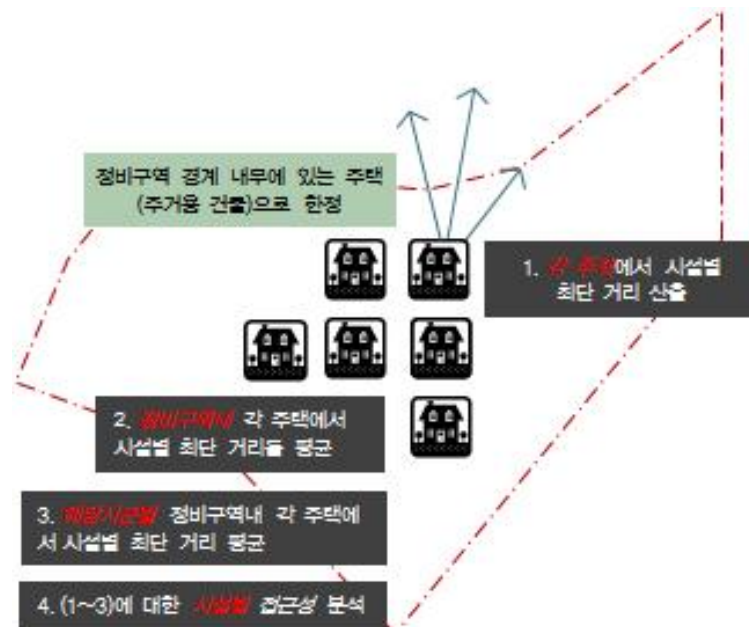 정비구역 경계 내부에 있는 주택
(주거용 건물)으로 한정
1. 각 주택에서 시설별
최단 거리 산출
2. 정비구역내 각 주택에서
시설별 최단 거리들 평균
3. 해당시군별 정비구역내 각 주택에
서 시설별 최단 거리 평균
4. (1~3)에 대한 시설별 접근성 분석